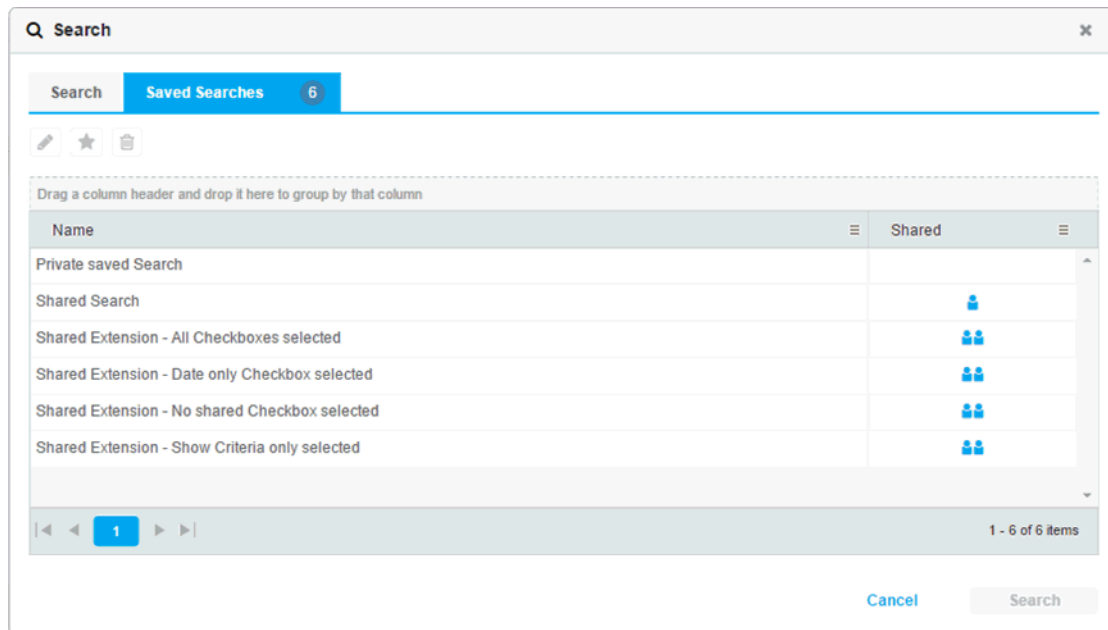 Search
Search
Saved Searches 6
Drag a column header and drop it here to group by that column
Name Shared
Private saved Search
Shared Search
Shared Extension - All Checkboxes selected
Shared Extension - Date only Checkbox selected
Shared Extension - No shared Checkbox selected
Shared Extension - Show Criteria only selected
1
1 - 6 of 6 items
Cancel
Search